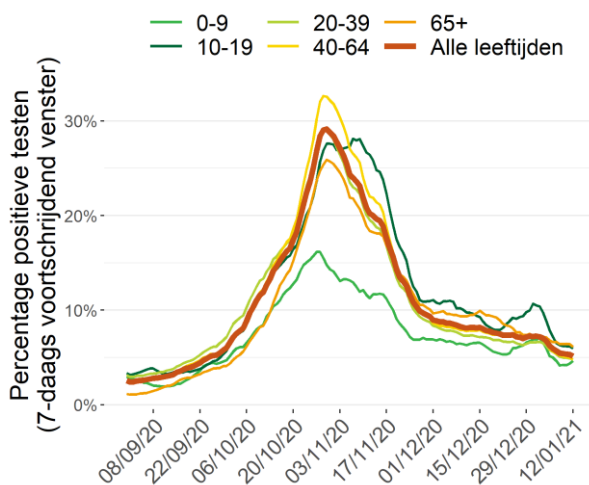 0-9 20-39 65+
10-19 40-64 Alle leeftijden
Percentage positieve testen
(7-daags voortschrijdend venster)
30%
20%
10%
0%
08/09/20 22/09/20 06/10/20 20/10/20 03/11/20 17/11/20 01/12/20 15/12/20 29/12/20 12/01/21